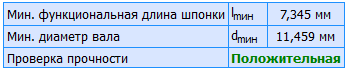 Мин. функциональная длина шпонки lмин 7,345 мм
Мин. диаметр вала dмин 11,459 мм
Проверка прочности Положительная